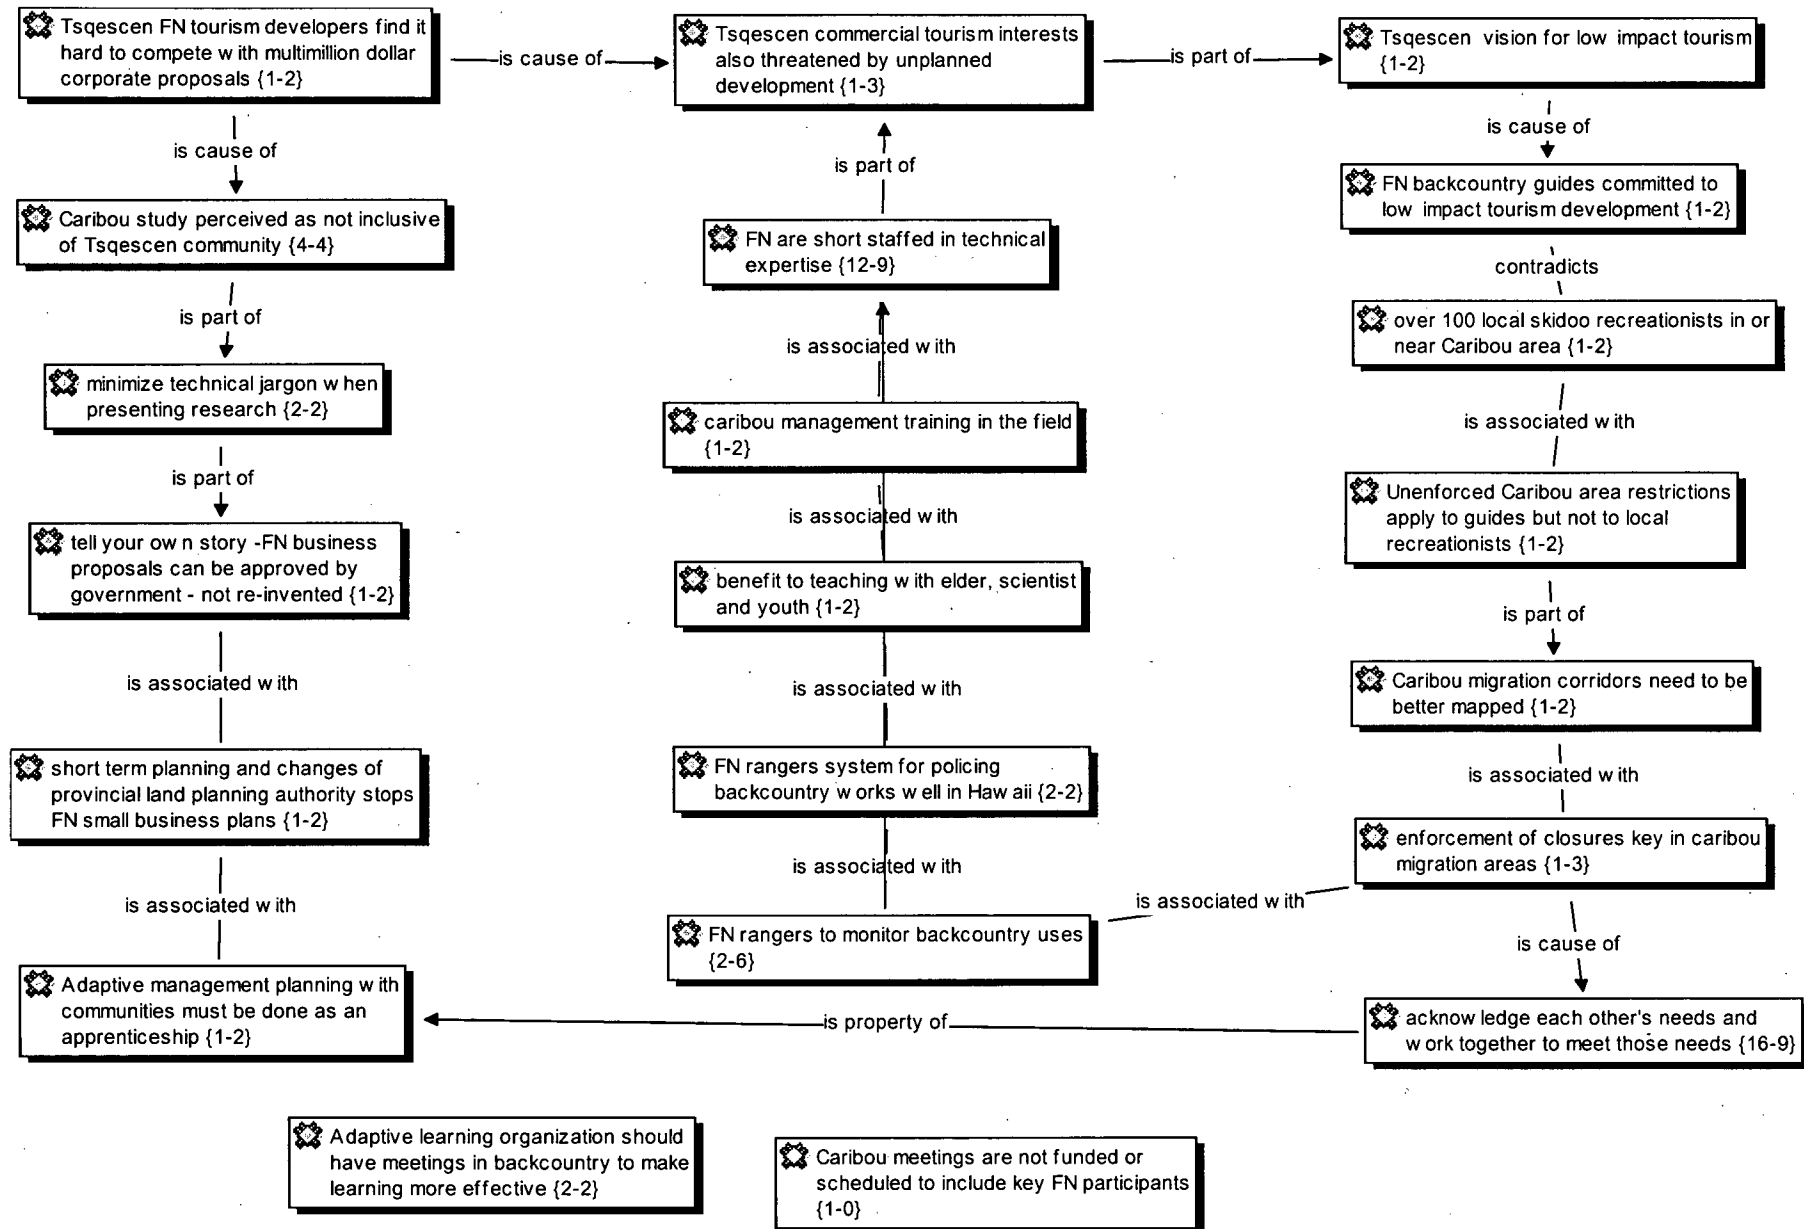 Tsqescen FN tourism developers find it
hard to compete with multimillion dollar
corporate proposals {1-2}
is cause of
Tsqescen commercial tourism interests
also threatened by unplanned
development {1-3}
is part of
Tsqescen vision for low impact tourism
{1-2}
is cause of
Caribou study perceived as not inclusive
of Tsqescen community {4-4}
is part of
minimize technical jargon when
presenting research {2-2}
is part of
tell your own story -FN business
proposals can be approved by
government - not re-invented {1-2}
is associated with
short term planning and changes of
provincial land planning authority stops
FN small business plans {1-2}
is associated with
Adaptive management planning with
communities must be done as an
apprenticeship {1-2}
is part of
FN are short staffed in technical
expertise {12-9}
is associated with
caribou management training in the field
{1-2}
is associated with
benefit to teaching with elder, scientist
and youth {1-2}
is associated with
FN rangers system for policing
backcountry works well in Hawaii {2-2}
is associated with
FN rangers to monitor backcountry uses
{2-6}
is associated with
is cause of
FN backcountry guides committed to
low impact tourism development {1-2}
contradicts
over 100 local skidoo recreationists in or
near Caribou area {1-2}
is associated with
Unenforced Caribou area restrictions
apply to guides but not to local
recreationists {1-2}
is part of
Caribou migration corridors need to be
better mapped {1-2}
is associated with
enforcement of closures key in caribou
migration areas {1-3}
is cause of
acknowledge each other's needs and
work together to meet those needs {16-9}
is property of
Adaptive learning organization should
have meetings in backcountry to make
learning more effective {2-2}
Caribou meetings are not funded or
scheduled to include key FN participants
{1-0}